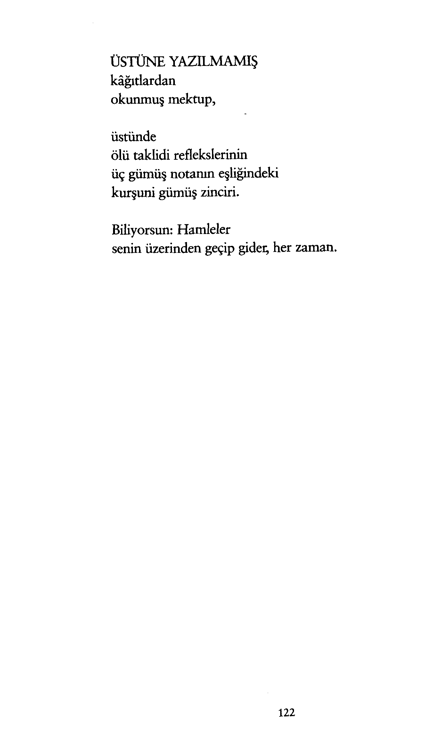 ÜSTÜNE YAZILMAMIŞ
kâğıtlardan
okunmuş mektup,
üstünde
ölü taklidi reflekslerinin
üç gümüş notanın eşliğindeki
kurşuni gümüş zinciri.
Biliyorsun: Hamleler
senin üzerinden geçip gider, her zaman.
122